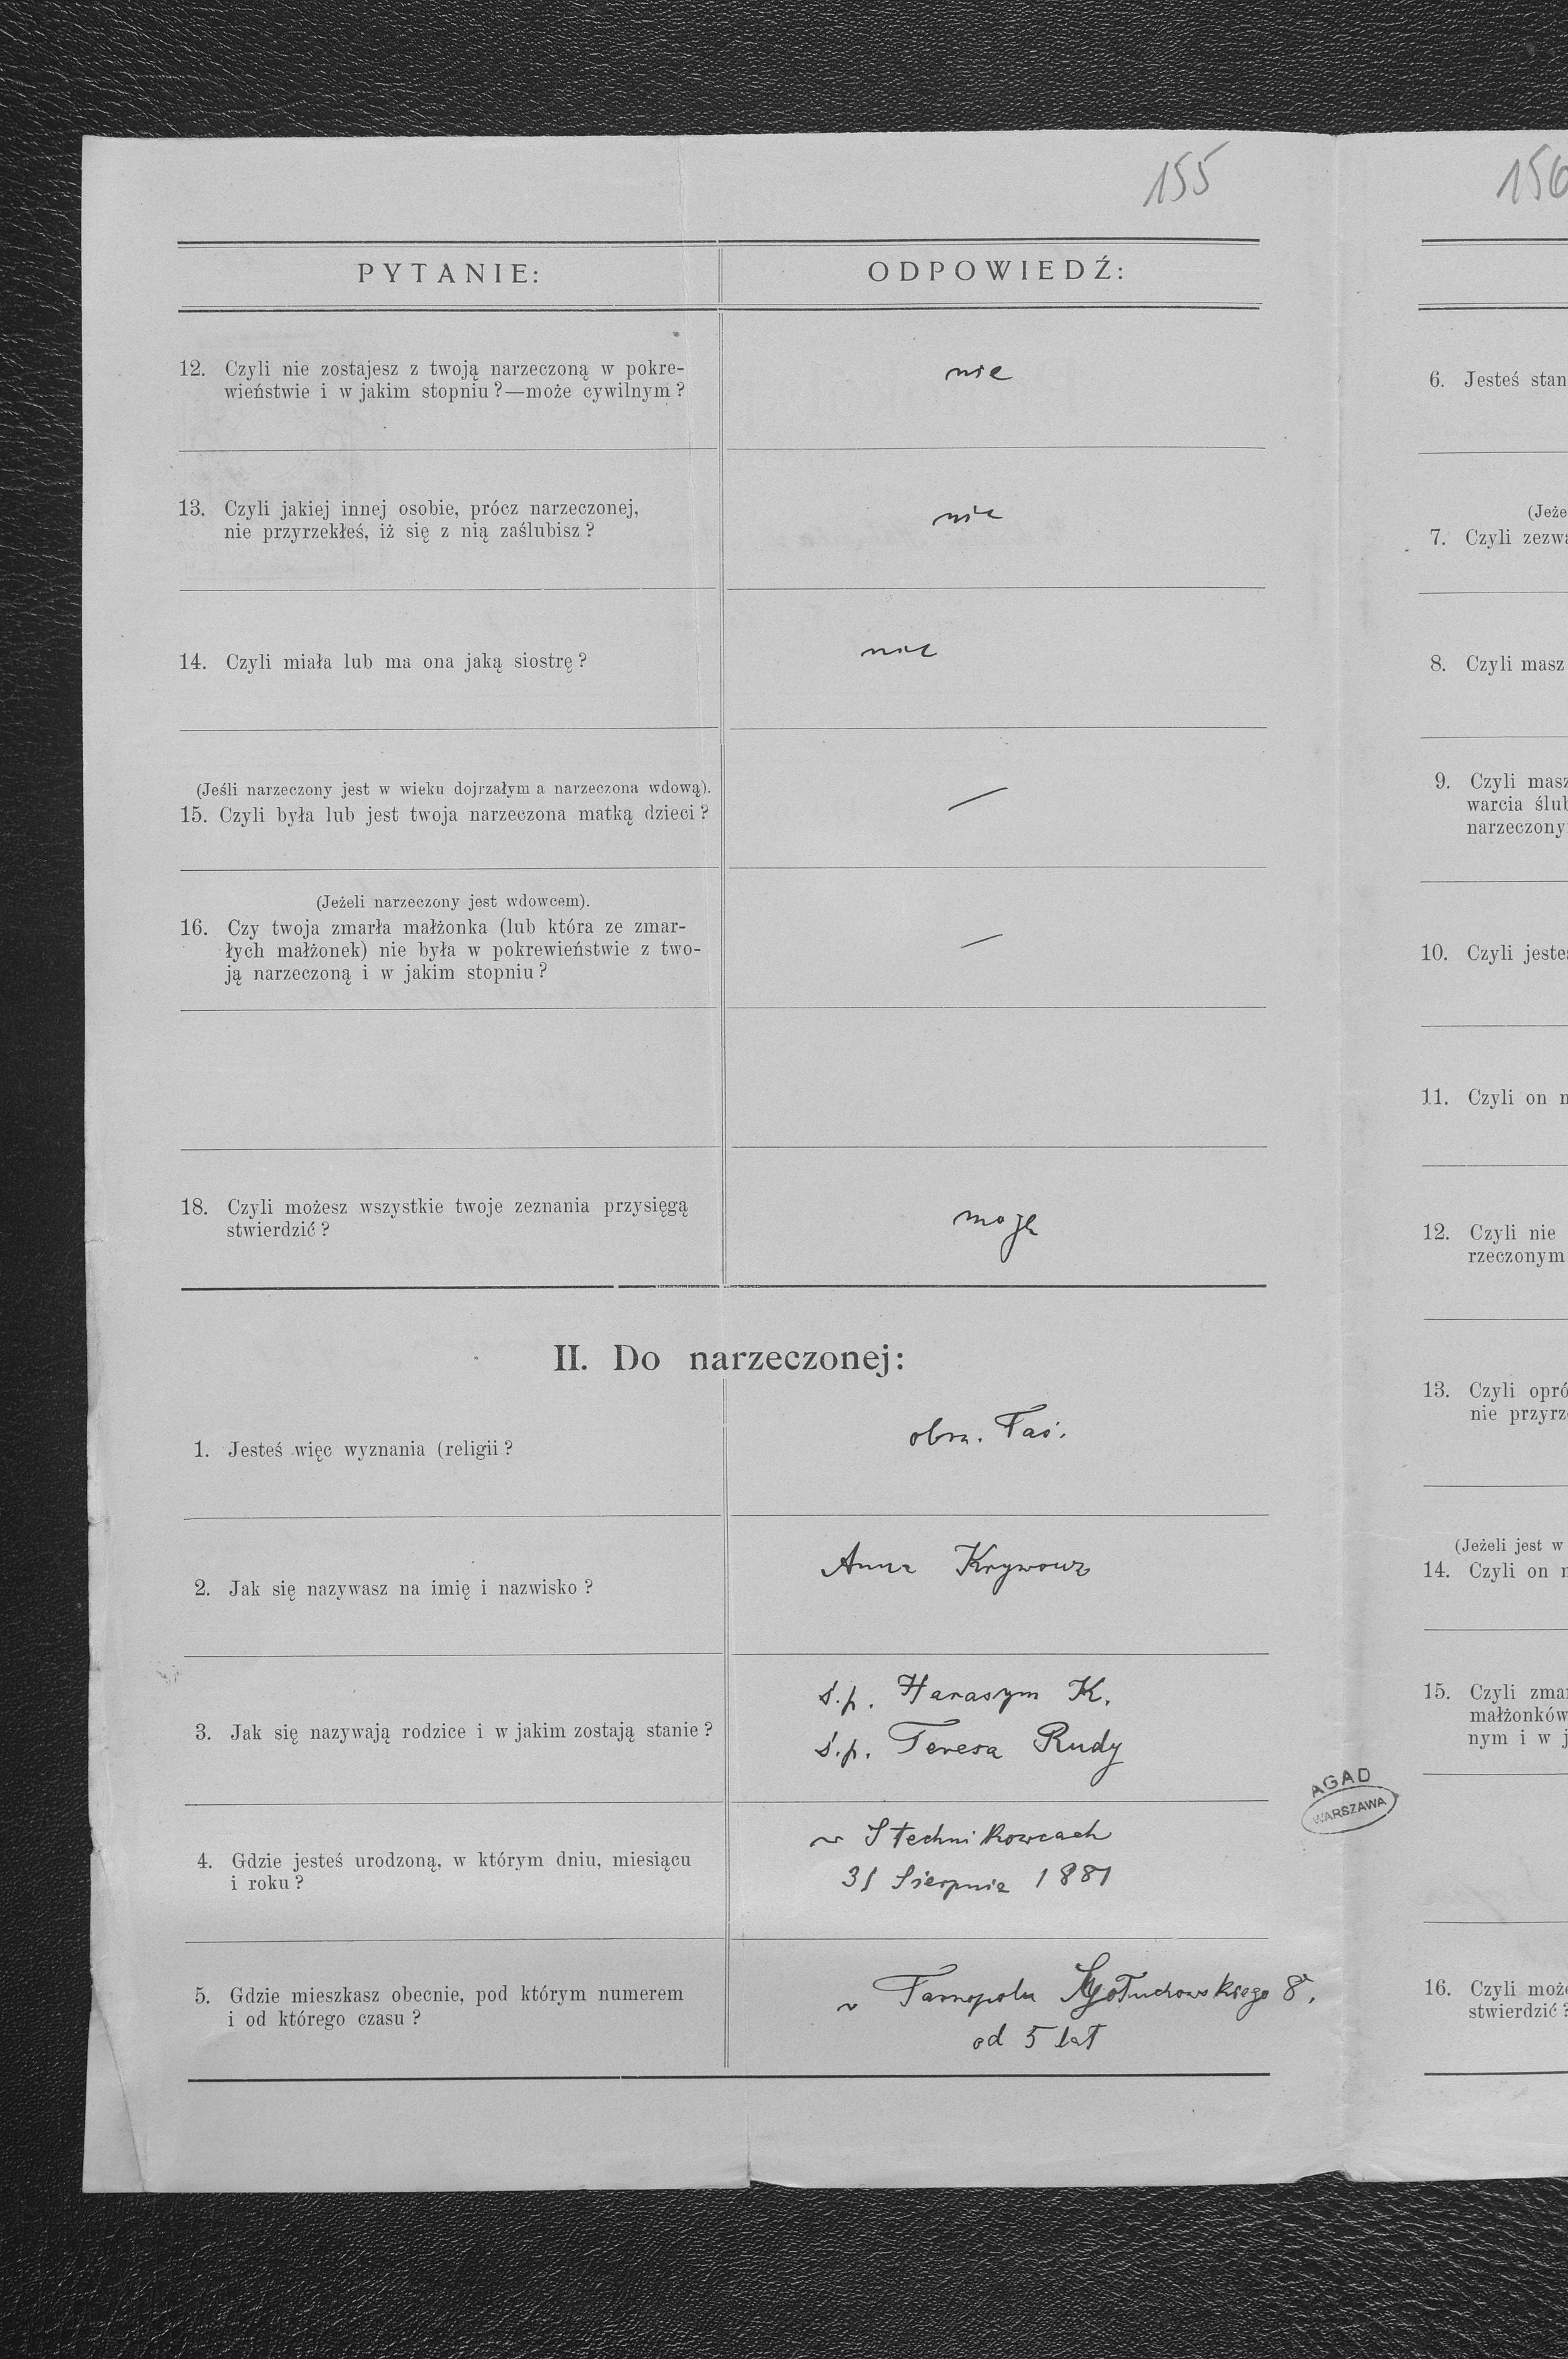 155
PYTANIE: ODPOWIEDŹ:
12. Czyli nie zostajesz z twoją narzeczoną w pokre-
wieństwie i w jakim stopniu?—może cywilnym?
nie
13. Czyli jakiej innej osobie, prócz narzeczonej,
nie przyrzekłeś, iż się z nią zaślubisz?
nie
14. Czyli miała lub ma ona jaką siostrę?
nie
(Jeśli narzeczony jest w wieku dojrzałym a narzeczona wdową).
15. Czyli była lub jest twoja narzeczona matką dzieci?
—
(Jeżeli narzeczony jest wdowcem).
16. Czy twoja zmarła małżonka (lub która ze zmar-
łych małżonek) nie była w pokrewieństwie z two-
ją narzeczoną i w jakim stopniu?
—
18. Czyli możesz wszystkie twoje zeznania przysięgą
stwierdzić?
mogę
II. Do narzeczonej:
1. Jesteś więc wyznania (religii?
obrz. łać.
2. Jak się nazywasz na imię i nazwisko?
Anna
3. Jak się nazywają rodzice i w jakim zostają stanie?
ś.p. Harasym K.
ś.p. Teresa Rudy
4. Gdzie jesteś urodzoną, w którym dniu, miesiącu
i roku?
w Stechnikowcach
31 Sierpnia 1881
5. Gdzie mieszkasz obecnie, pod którym numerem
i od którego czasu?
w Tarnopolu Gołuchowskiego 8.
od 5 lat
AGAD
WARSZAWA
156
6. Jesteś stan
(Jeże
7. Czyli zezwa
8. Czyli masz
9. Czyli masz
warcia ślub
narzeczony
10. Czyli jesteś
11. Czyli on
12. Czyli nie
rzeczonym
13. Czyli opró
nie przyrz
(Jeżeli jest w
14. Czyli on
15. Czyli zmar
małżonków
nym i w j
16. Czyli może
stwierdzić?